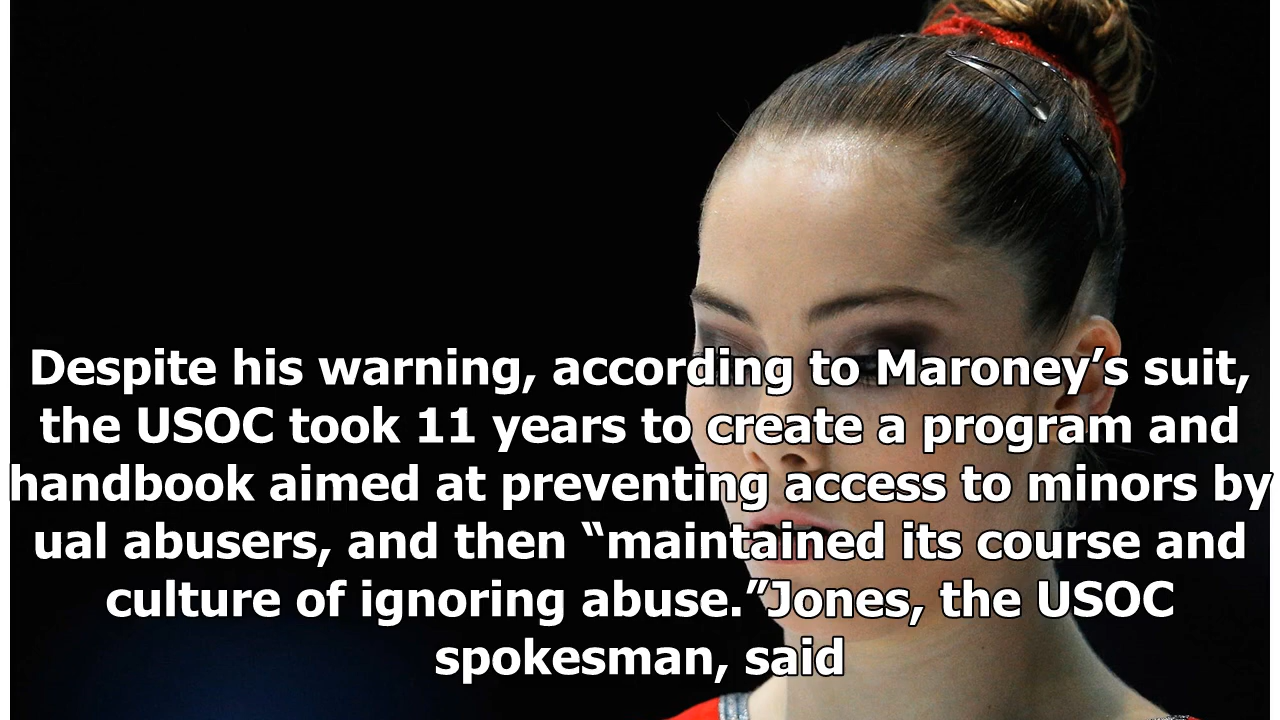 Despite his warning, according to Maroney’s suit,
the USOC took 11 years to create a program and
handbook aimed at preventing access to minors by
ual abusers, and then “maintained its course and
culture of ignoring abuse.”Jones, the USOC
spokesman, said